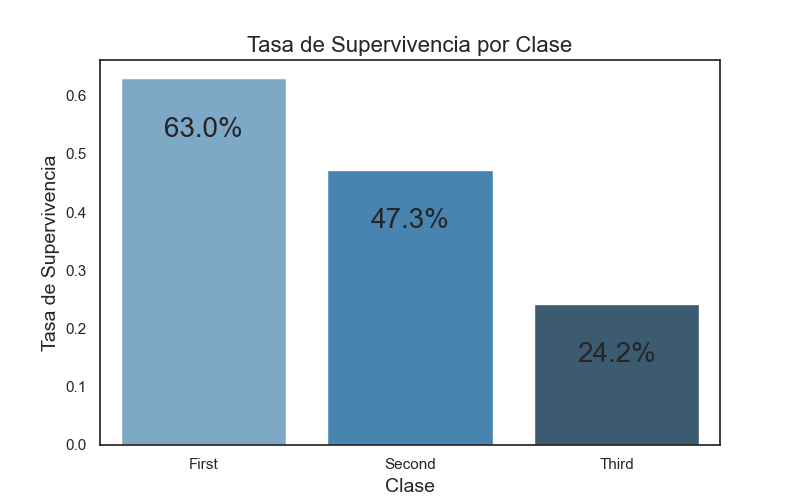 Tasa de Supervivencia por Clase
Tasa de Supervivencia
0.6
0.5
0.4
0.3
0.2
0.1
0.0
63.0%
47.3%
24.2%
First
Second
Third
Clase